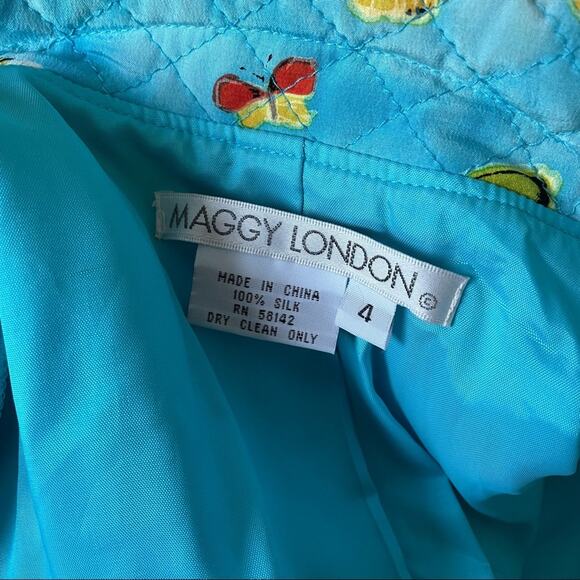 MAGGY LONDON ©
MADE IN CHINA
100% SILK
RN 58142
DRY CLEAN ONLY
4